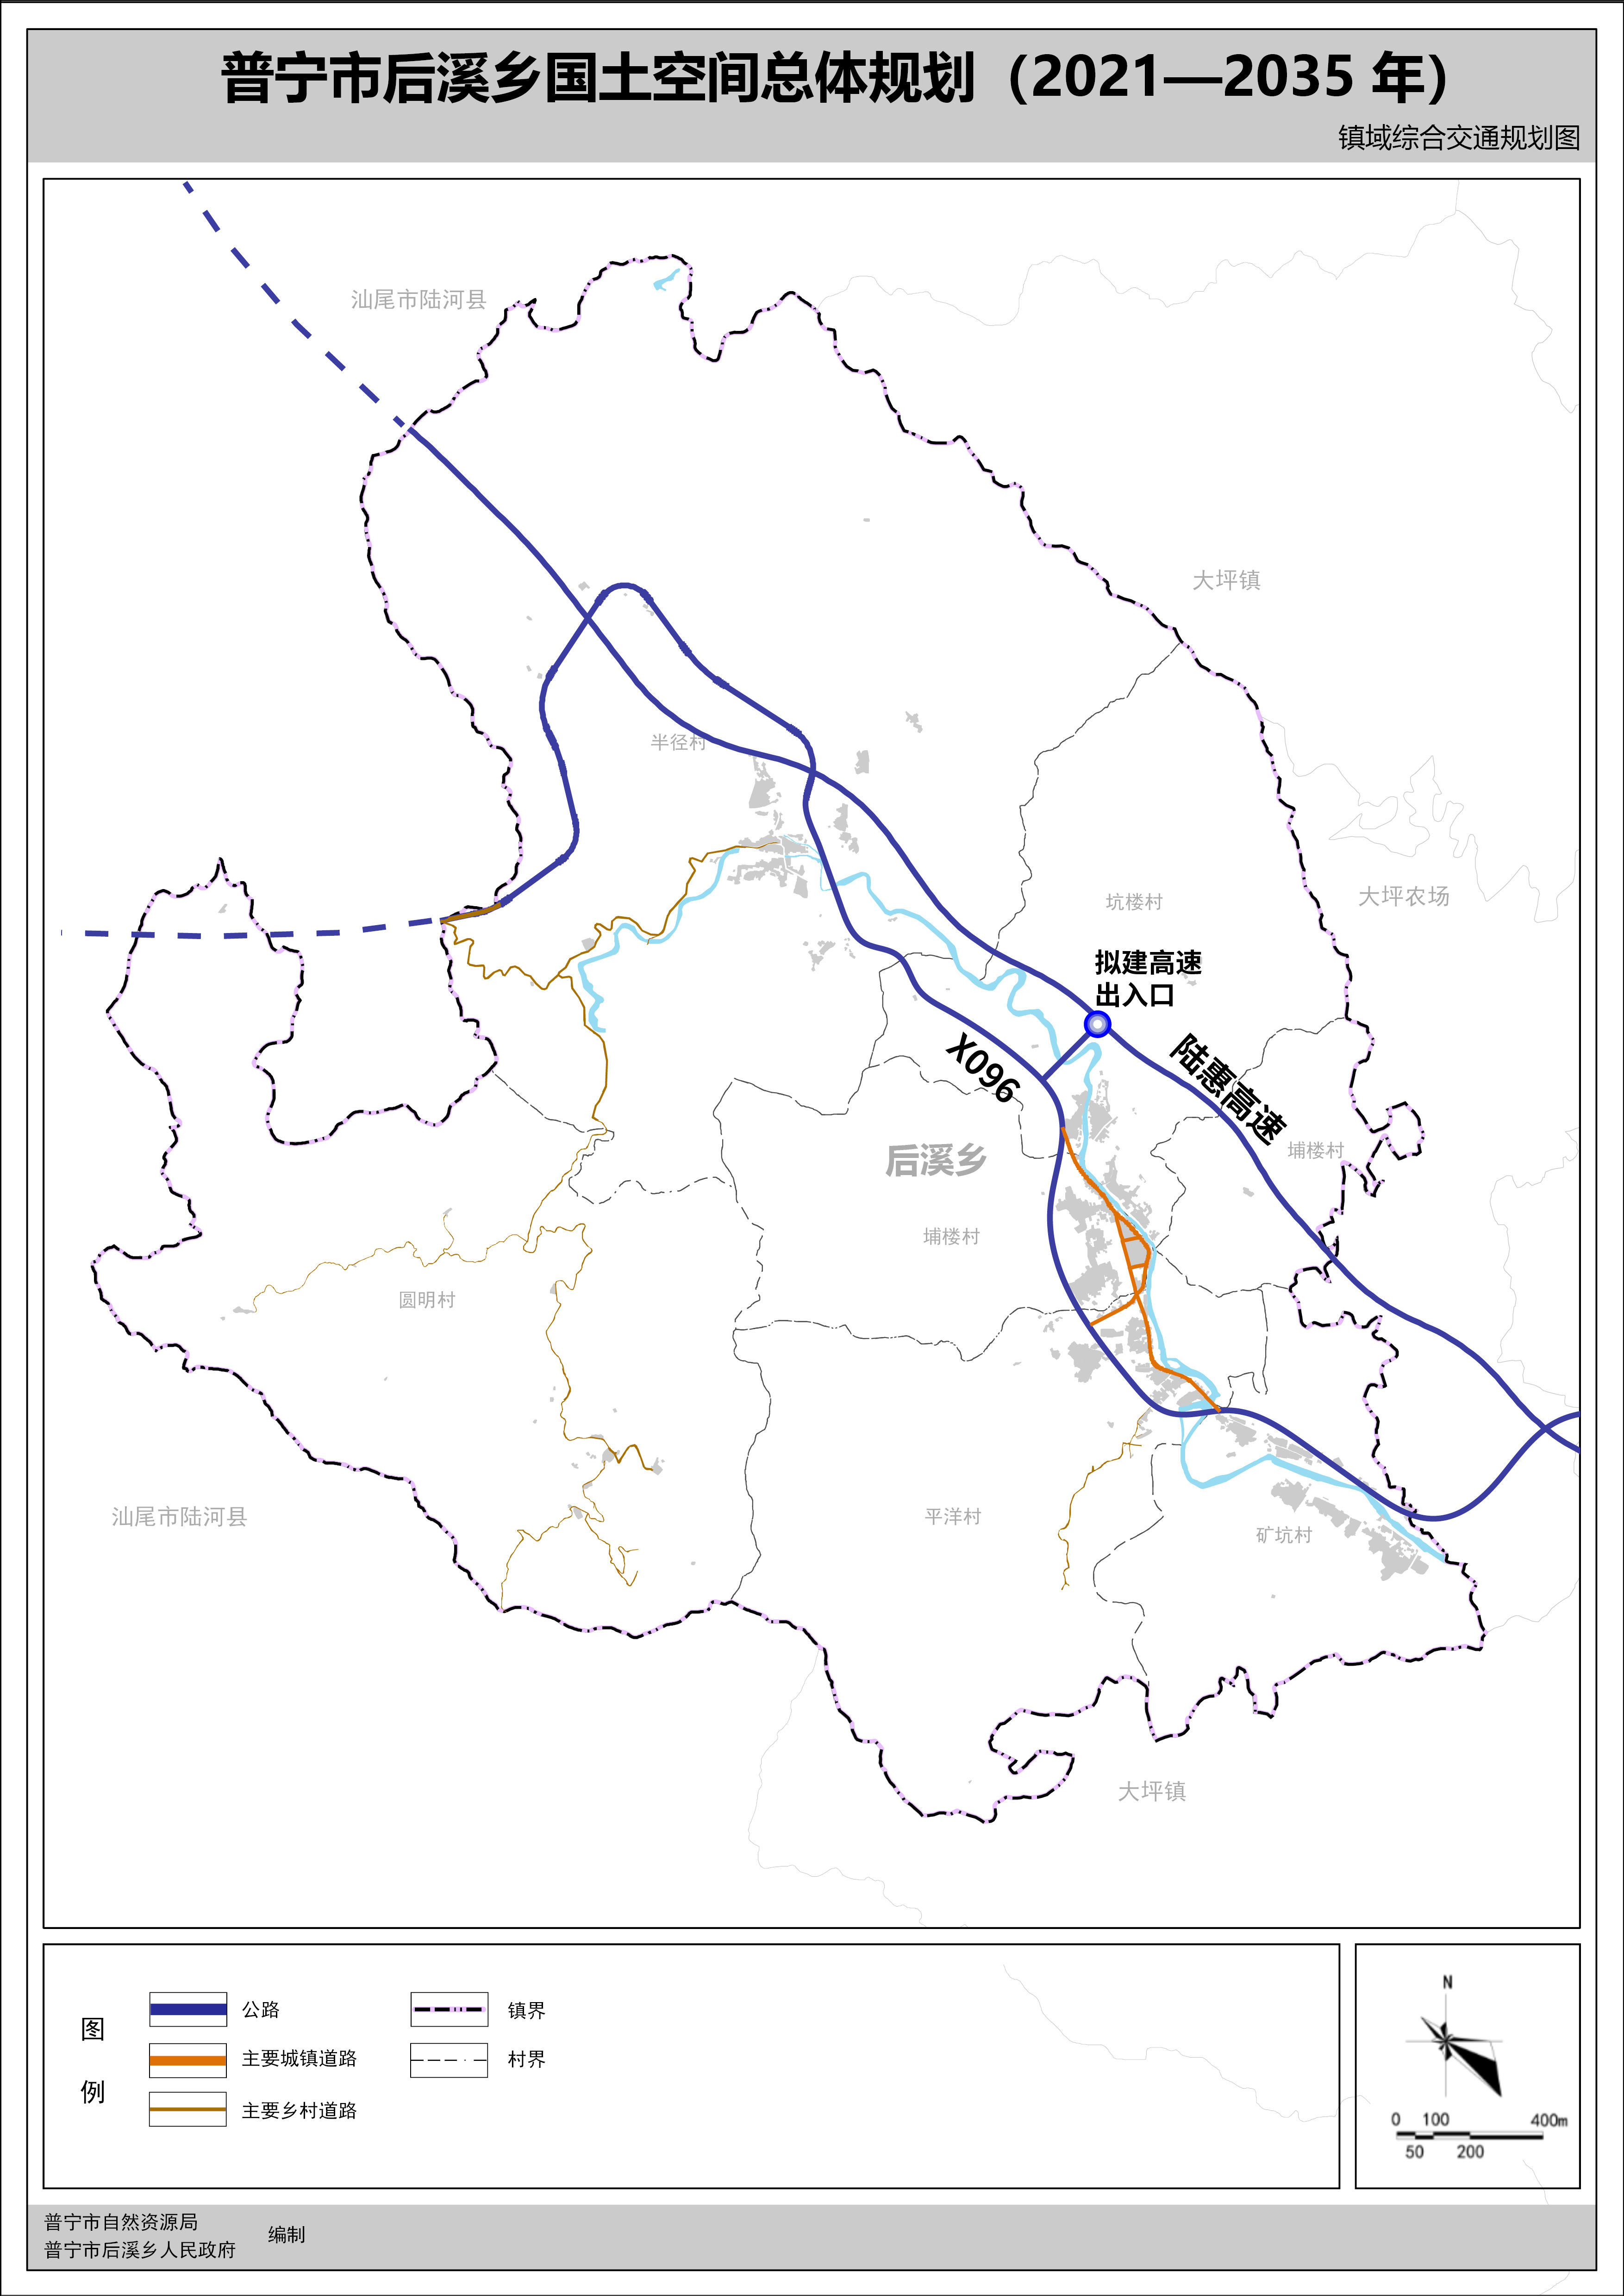 普宁市后溪乡国土空间总体规划（2021—2035 年）
镇域综合交通规划图
汕尾市陆河县
大坪镇
半径村
坑楼村
大坪农场
拟建高速
出入口
X096
陆惠高速
后溪乡
埔楼村
埔楼村
圆明村
汕尾市陆河县
平洋村
矿坑村
大坪镇
图
例
公路
主要城镇道路
主要乡村道路
镇界
村界
N
0 100 400m
50 200
普宁市自然资源局
普宁市后溪乡人民政府
编制